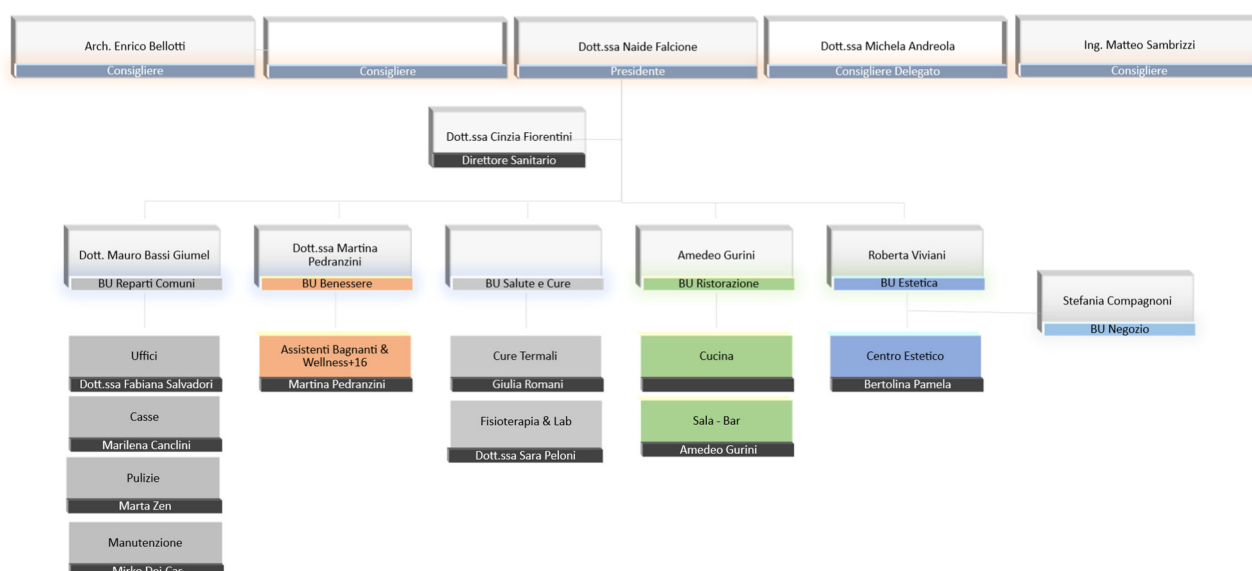 Arch. Enrico Bellotti
Consigliere
Consigliere
Dott.ssa Naide Falcione
Presidente
Dott.ssa Michela Andreola
Consigliere Delegato
Ing. Matteo Sambrizzi
Consigliere
Dott.ssa Cinzia Fiorentini
Direttore Sanitario
Dott. Mauro Bassi Giumel
BU Reparti Comuni
Dott.ssa Martina
Pedranzini
BU Benessere
BU Salute e Cure
Amedeo Gurini
BU Ristorazione
Roberta Viviani
BU Estetica
Stefania Compagnoni
BU Negozio
Uffici
Dott.ssa Fabiana Salvadori
Casse
Marilena Canclini
Pulizie
Marta Zen
Manutenzione
Mirko Dei Cas
Assistenti Bagnanti &
Wellness+16
Martina Pedranzini
Cure Termali
Giulia Romani
Fisioterapia & Lab
Dott.ssa Sara Peloni
Cucina
Sala - Bar
Amedeo Gurini
Centro Estetico
Bertolina Pamela